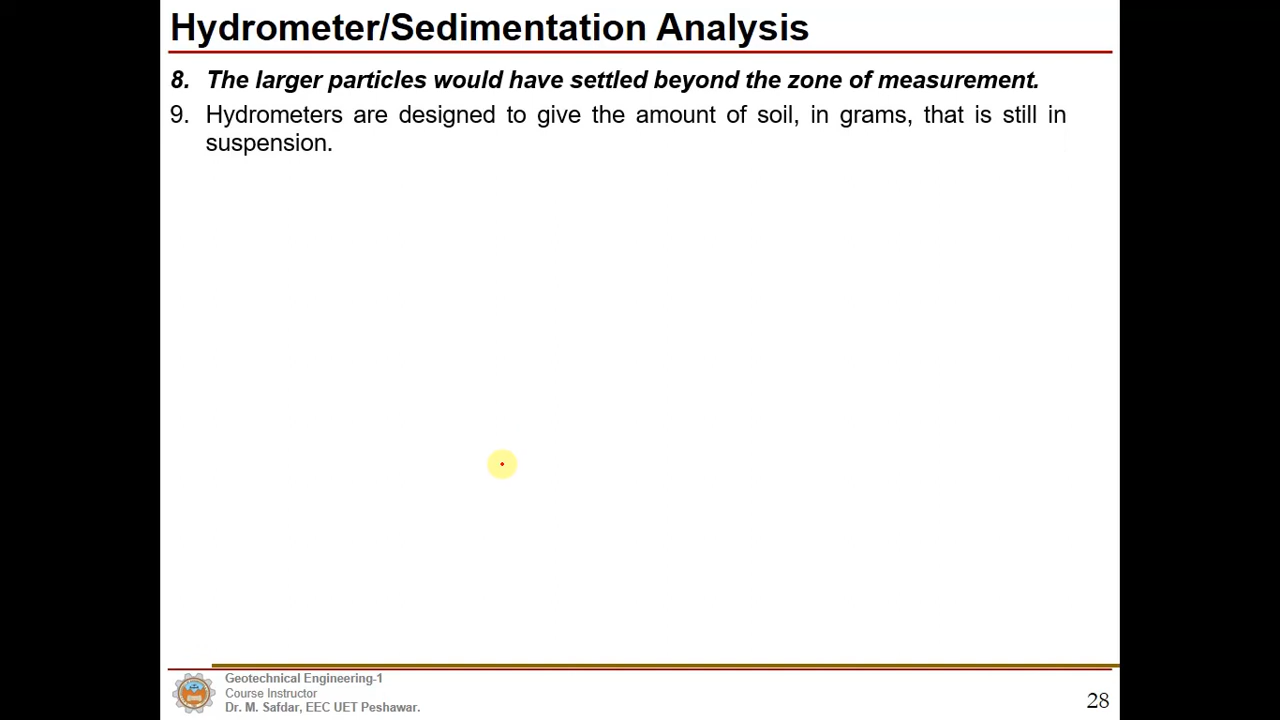 Hydrometer/Sedimentation Analysis
8. The larger particles would have settled beyond the zone of measurement.
9. Hydrometers are designed to give the amount of soil, in grams, that is still in
suspension.
Geotechnical Engineering-1
Course Instructor
Dr. M. Safdar, EEC UET Peshawar.
28